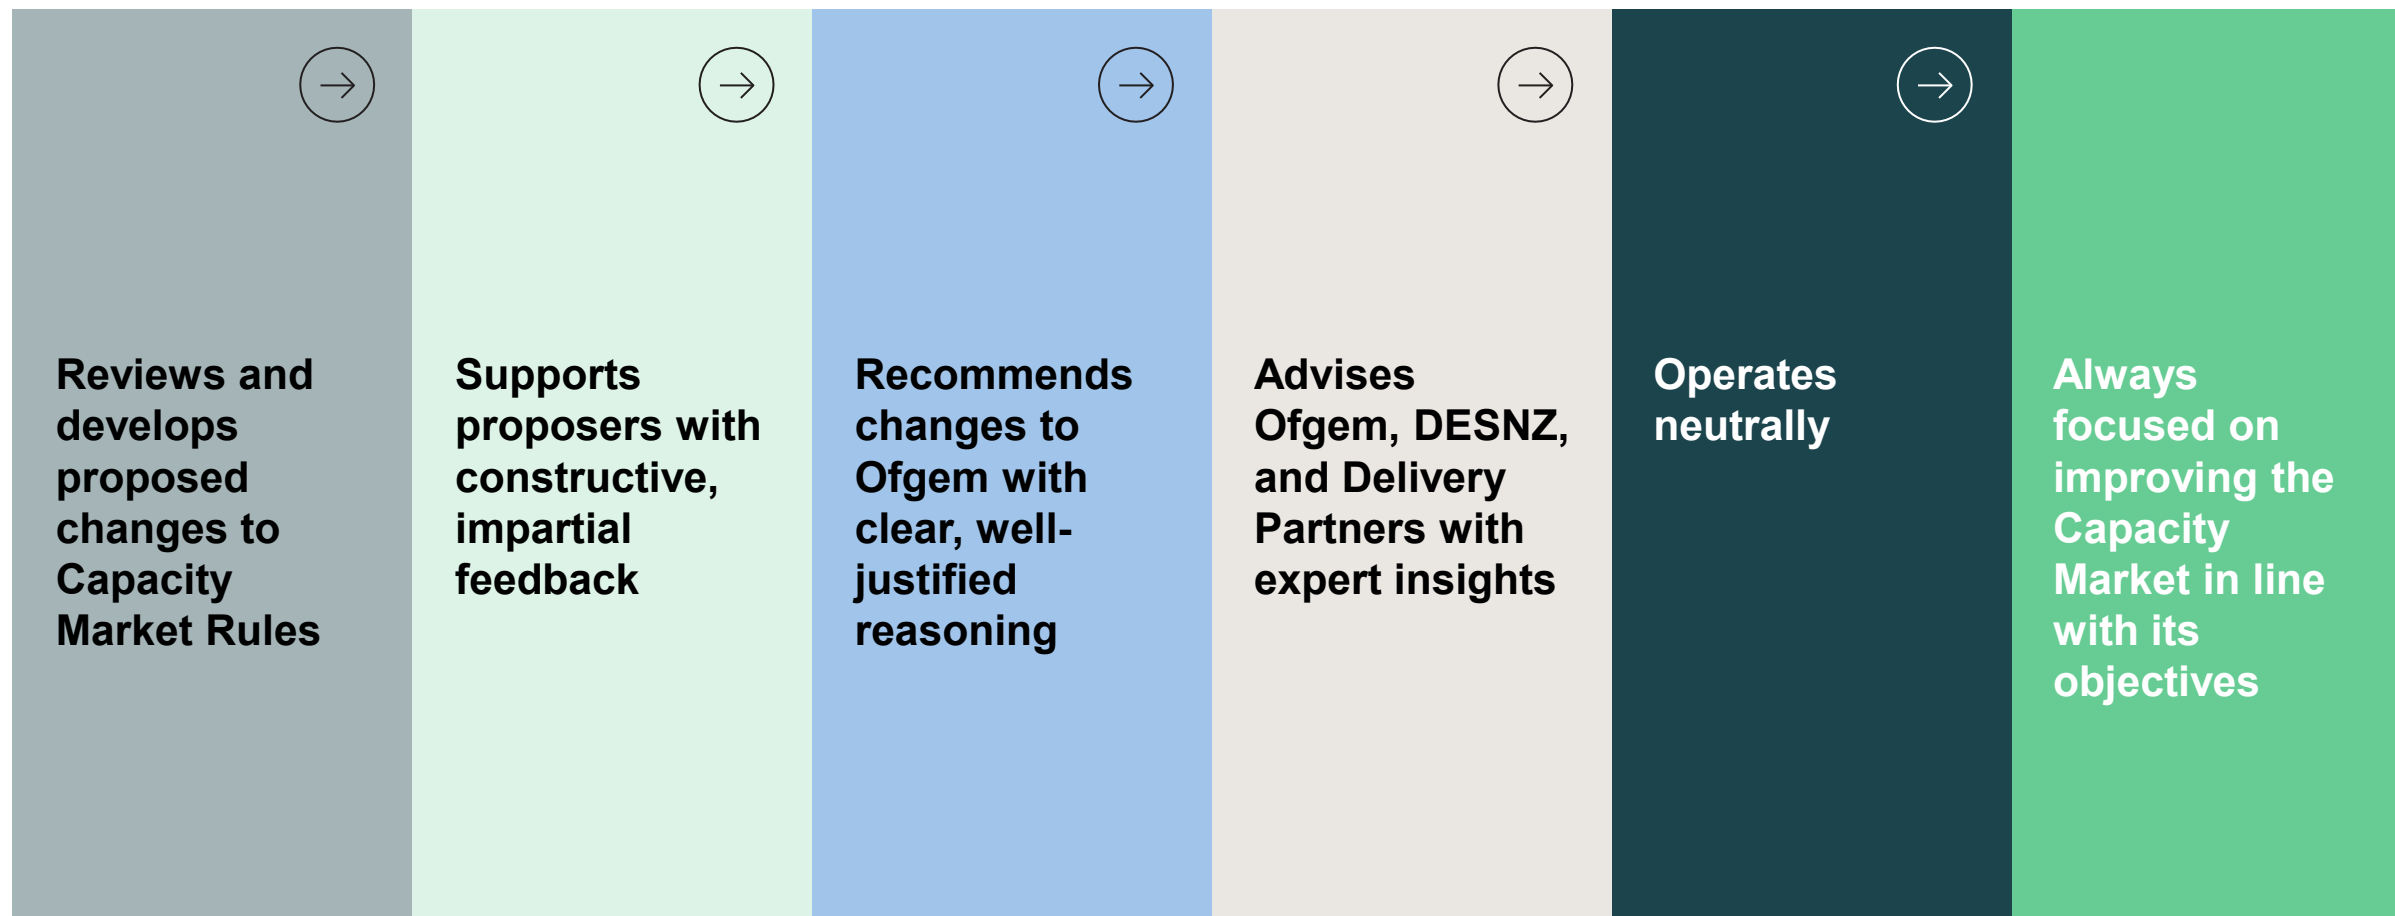 Reviews and
develops
proposed
changes to
Capacity
Market Rules
Supports
proposers with
constructive,
impartial
feedback
Recommends
changes to
Ofgem with
clear, well-
justified
reasoning
Advises
Ofgem, DESNZ,
and Delivery
Partners with
expert insights
Operates
neutrally
Always
focused on
improving the
Capacity
Market in line
with its
objectives